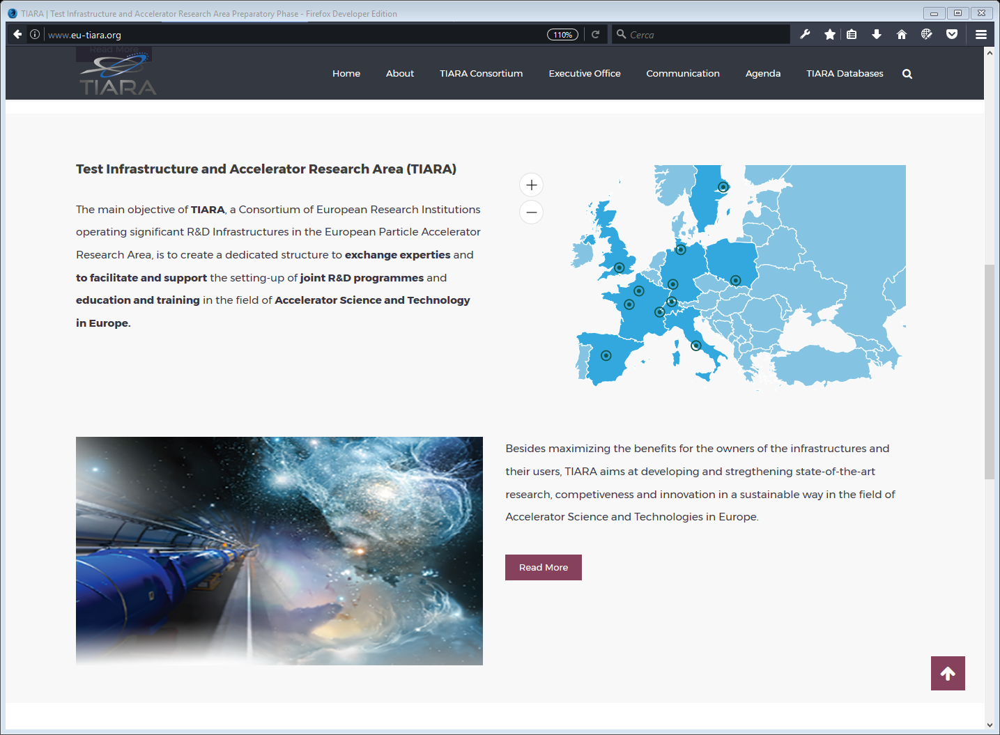 TIARA | Test Infrastructure and Accelerator Research Area Preparatory Phase - Firefox Developer Edition
www.eu-tiara.org
110%
Cerca
Read More
TIARA
Home
About
TIARA Consortium
Executive Office
Communication
Agenda
TIARA Databases
Test Infrastructure and Accelerator Research Area (TIARA)
The main objective of TIARA, a Consortium of European Research Institutions
operating significant R&D Infrastructures in the European Particle Accelerator
Research Area, is to create a dedicated structure to exchange experties and
to facilitate and support the setting-up of joint R&D programmes and
education and training in the field of Accelerator Science and Technology
in Europe.
Besides maximizing the benefits for the owners of the infrastructures and
their users, TIARA aims at developing and stregthening state-of-the-art
research, competiveness and innovation in a sustainable way in the field of
Accelerator Science and Technologies in Europe.
Read More